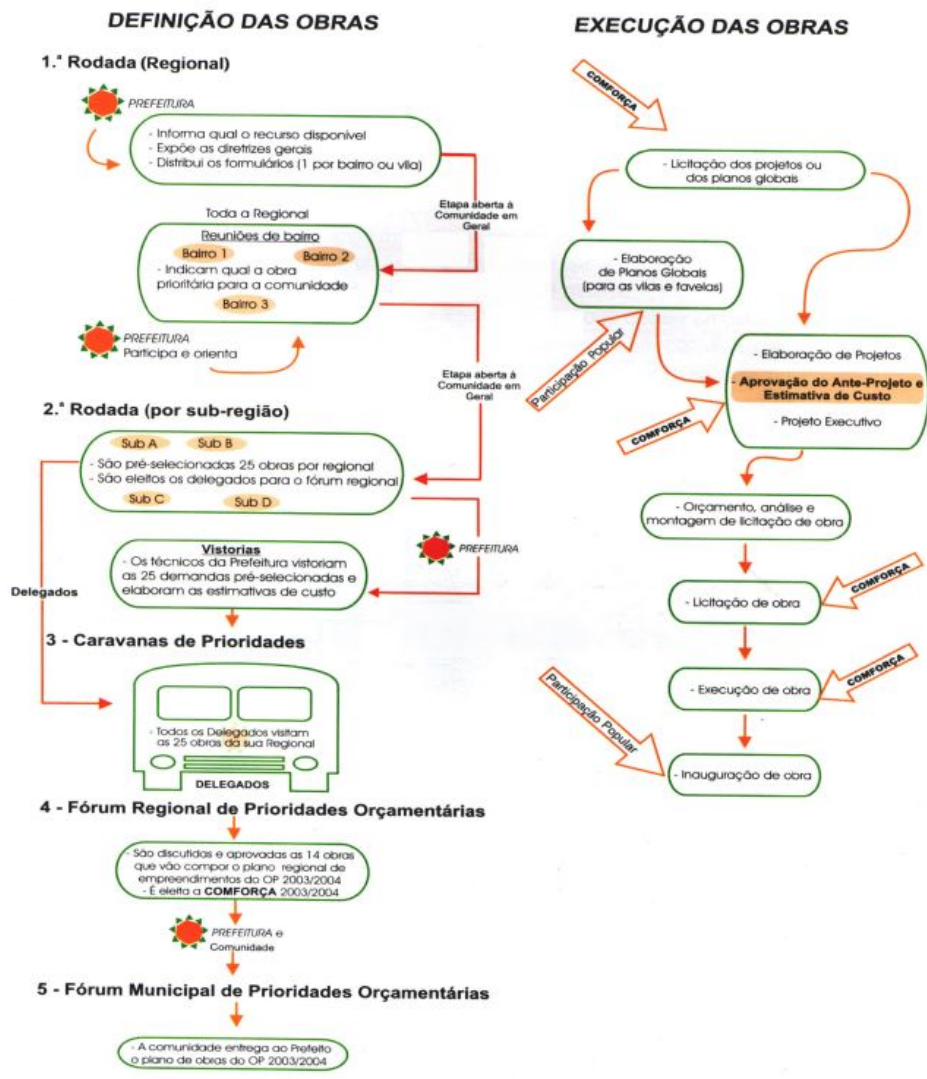 DEFINIÇÃO DAS OBRAS
1.ª Rodada (Regional)
PREFEITURA
- Informa qual o recurso disponível
- Expõe as diretrizes gerais
- Distribui os formulários (1 por bairro ou vila)
Etapa aberta à
Comunidade em
Geral
Toda a Regional
Reuniões de bairro
Bairro 1
Bairro 2
- Indicam qual a obra
prioritária para a comunidade
Bairro 3
PREFEITURA
Participa e orienta
Etapa aberta à
Comunidade em
Geral
2.ª Rodada (por sub-região)
Sub A
Sub B
- São pré-selecionadas 25 obras por regional
- São eleitos os delegados para o fórum regional
Sub C
Sub D
PREFEITURA
Vistorias
- Os técnicos da Prefeitura vistoriam
as 25 demandas pré-selecionadas e
elaboram as estimativas de custo
Delegados
3 - Caravanas de Prioridades
- Todos os Delegados visitam
as 25 obras da sua Regional
DELEGADOS
4 - Fórum Regional de Prioridades Orçamentárias
- São discutidas e aprovadas as 14 obras
que vão compor o plano regional de
empreendimentos do OP 2003/2004
- É eleita a COMFORÇA 2003/2004
PREFEITURA e
Comunidade
5 - Fórum Municipal de Prioridades Orçamentárias
- A comunidade entrega ao Prefeito
o plano de obras do OP 2003/2004
EXECUÇÃO DAS OBRAS
COMFORÇA
- Licitação dos projetos ou
dos planos globais
- Elaboração
de Planos Globais
(para as vilas e favelas)
Participação Popular
- Elaboração de Projetos
- Aprovação do Ante-Projeto e
Estimativa de Custo
COMFORÇA
- Projeto Executivo
- Orçamento, análise e
montagem de licitação de obra
COMFORÇA
- Licitação de obra
COMFORÇA
- Execução de obra
Participação Popular
- Inauguração de obra